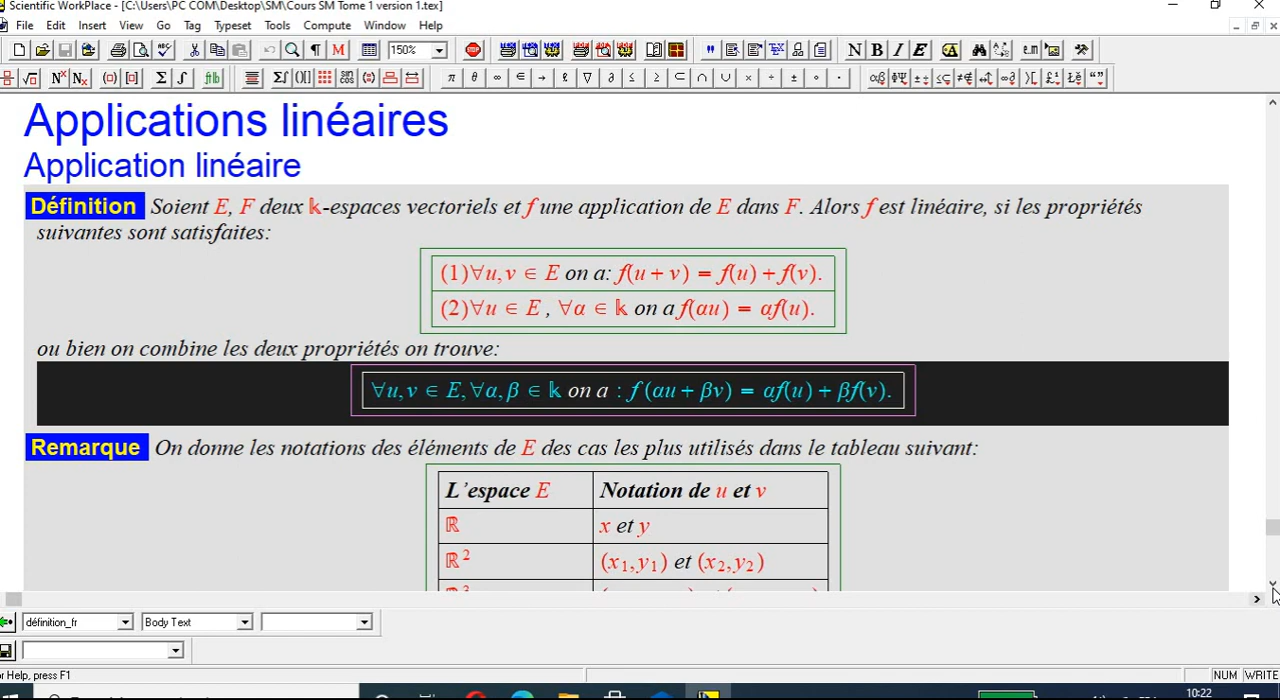 Scientific WorkPlace - [C:\Users\PC COM\Desktop\SM\Cours SM Tome 1 version 1.tex]
File Edit Insert View Go Tag Typeset Tools Compute Window Help
150%
Applications linéaires
Application linéaire
Définition Soient E, F deux 𝕜-espaces vectoriels et f une application de E dans F. Alors f est linéaire, si les propriétés
suivantes sont satisfaites:
(1)∀u, v ∈ E on a: f(u + v) = f(u) + f(v).
(2)∀u ∈ E , ∀α ∈ 𝕜 on a f(αu) = αf(u).
ou bien on combine les deux propriétés on trouve:
∀u, v ∈ E, ∀α, β ∈ 𝕜 on a : f (αu + βv) = αf(u) + βf(v).
Remarque On donne les notations des éléments de E des cas les plus utilisés dans le tableau suivant:
L'espace E Notation de u et v
ℝ x et y
ℝ² (x₁,y₁) et (x₂,y₂)
définition_fr Body Text
or Help, press F1 NUM WRITE
10:22